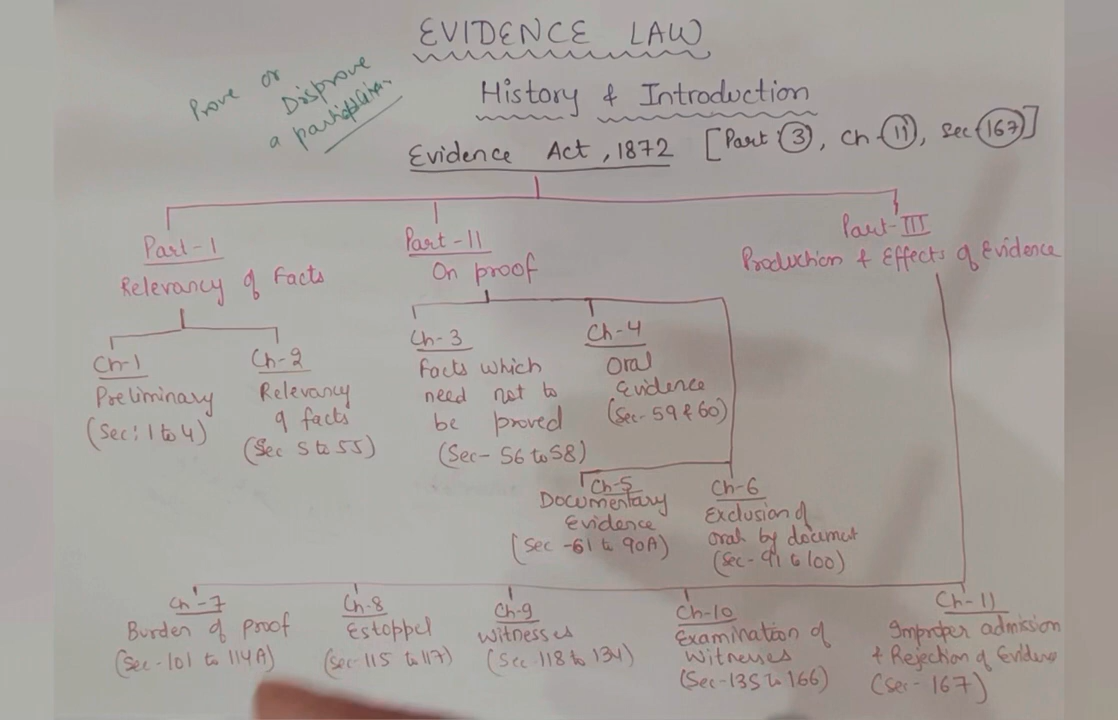 EVIDENCE LAW
Prove or
Disprove
a particular
History & Introduction
Evidence Act, 1872 [Part 3, Ch-11, Sec 167]
Part-I
Relevancy of Facts
Part-II
On proof
Part-III
Production & Effects of Evidence
Ch-1
Preliminary
(Sec: 1 to 4)
Ch-2
Relevancy
of facts
(Sec 5 to 55)
Ch-3
Facts which
need not to
be proved
(Sec- 56 to 58)
Ch-4
Oral
Evidence
(Sec- 59 & 60)
Ch-5
Documentary
Evidence
(Sec -61 to 90A)
Ch-6
Exclusion of
oral by document
(Sec- 91 to 100)
Ch-7
Burden of proof
(Sec-101 to 114A)
Ch-8
Estoppel
(Sec-115 to 117)
Ch-9
Witnesses
(Sec 118 to 134)
Ch-10
Examination of
Witnesses
(Sec-135 to 166)
Ch-11
Improper admission
& Rejection of Evidence
(Sec- 167)